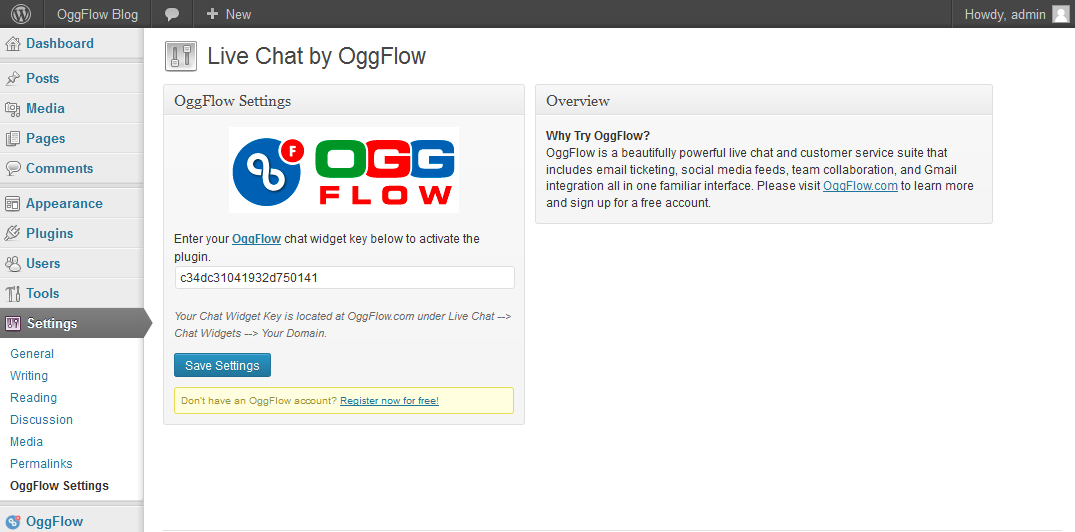 OggFlow Blog
New
Howdy, admin
Dashboard
Posts
Media
Pages
Comments
Appearance
Plugins
Users
Tools
Settings
General
Writing
Reading
Discussion
Media
Permalinks
OggFlow Settings
OggFlow
Live Chat by OggFlow
OggFlow Settings
F
OGG
FLOW
Enter your OggFlow chat widget key below to activate the
plugin.
c34dc31041932d750141
Your Chat Widget Key is located at OggFlow.com under Live Chat -->
Chat Widgets --> Your Domain.
Save Settings
Don't have an OggFlow account? Register now for free!
Overview
Why Try OggFlow?
OggFlow is a beautifully powerful live chat and customer service suite that
includes email ticketing, social media feeds, team collaboration, and Gmail
integration all in one familiar interface. Please visit OggFlow.com to learn more
and sign up for a free account.